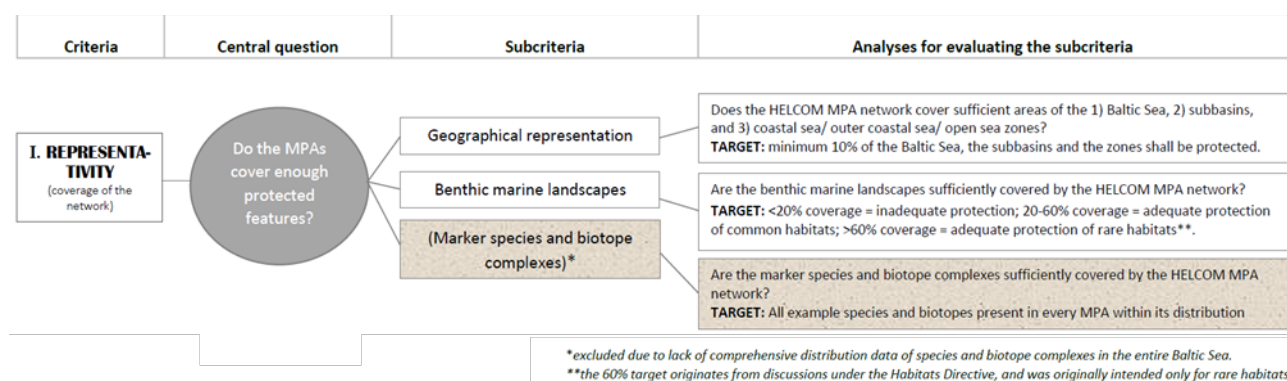 Criteria
Central question
Subcriteria
Analyses for evaluating the subcriteria
I. REPRESENTA-
TIVITY
(coverage of the
network)
Do the MPAs
cover enough
protected
features?
Geographical representation
Benthic marine landscapes
(Marker species and biotope
complexes)*
Does the HELCOM MPA network cover sufficient areas of the 1) Baltic Sea, 2) subbasins,
and 3) coastal sea/ outer coastal sea/ open sea zones?
TARGET: minimum 10% of the Baltic Sea, the subbasins and the zones shall be protected.
Are the benthic marine landscapes sufficiently covered by the HELCOM MPA network?
TARGET: <20% coverage = inadequate protection; 20-60% coverage = adequate protection
of common habitats; >60% coverage = adequate protection of rare habitats**.
Are the marker species and biotope complexes sufficiently covered by the HELCOM MPA
network?
TARGET: All example species and biotopes present in every MPA within its distribution
*excluded due to lack of comprehensive distribution data of species and biotope complexes in the entire Baltic Sea.
**the 60% target originates from discussions under the Habitats Directive, and was originally intended only for rare habitats